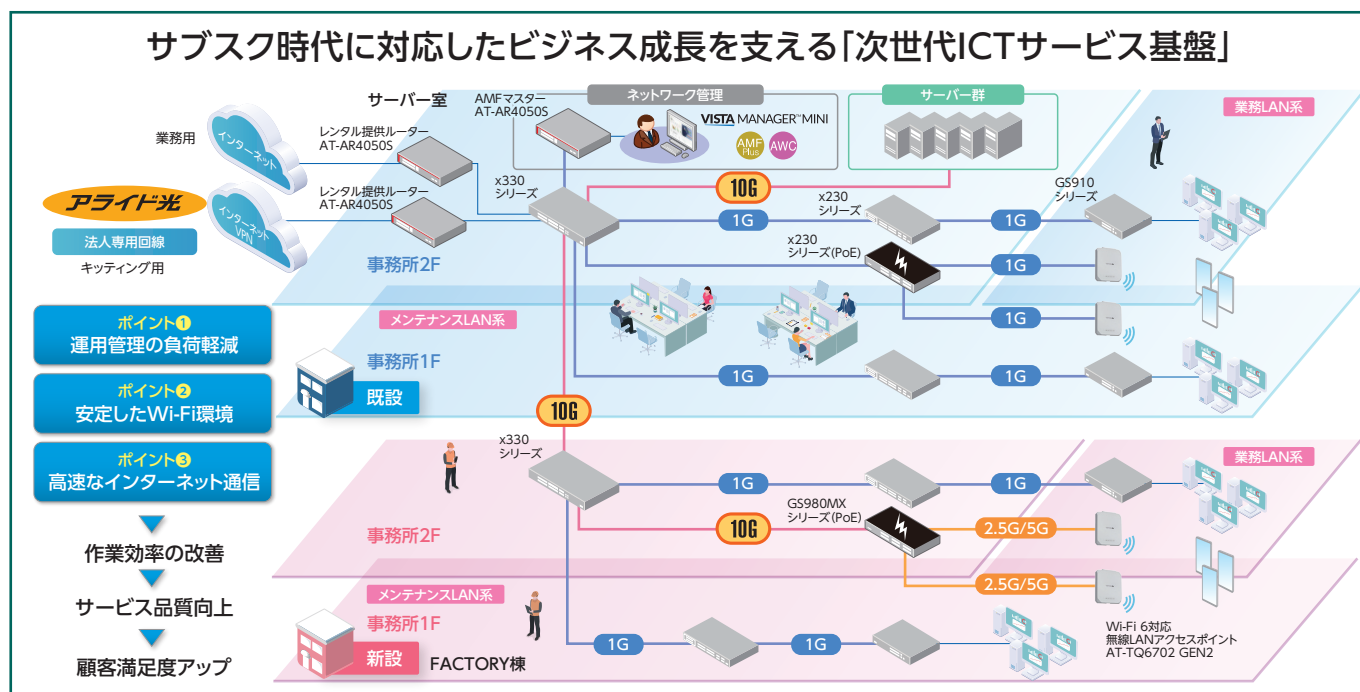 サブスク時代に対応したビジネス成長を支える「次世代ICTサービス基盤」
サーバー室
AMFマスター
AT-AR4050S
ネットワーク管理
VISTA MANAGER™MINI
AMF
Plus
AWC
サーバー群
業務LAN系
業務用
インターネット
レンタル提供ルーター
AT-AR4050S
アライド光
法人専用回線
キッティング用
インターネット
VPN
レンタル提供ルーター
AT-AR4050S
x330
シリーズ
10G
1G
x230
シリーズ
1G
GS910
シリーズ
x230
シリーズ(PoE)
1G
事務所2F
1G
メンテナンスLAN系
事務所1F
1G
1G
既設
10G
ポイント❶
運用管理の負荷軽減
ポイント❷
安定したWi-Fi環境
ポイント❸
高速なインターネット通信
作業効率の改善
サービス品質向上
顧客満足度アップ
x330
シリーズ
業務LAN系
1G
1G
GS980MX
シリーズ(PoE)
10G
2.5G/5G
事務所2F
2.5G/5G
メンテナンスLAN系
事務所1F
1G
1G
Wi-Fi 6対応
無線LANアクセスポイント
AT-TQ6702 GEN2
新設
FACTORY棟